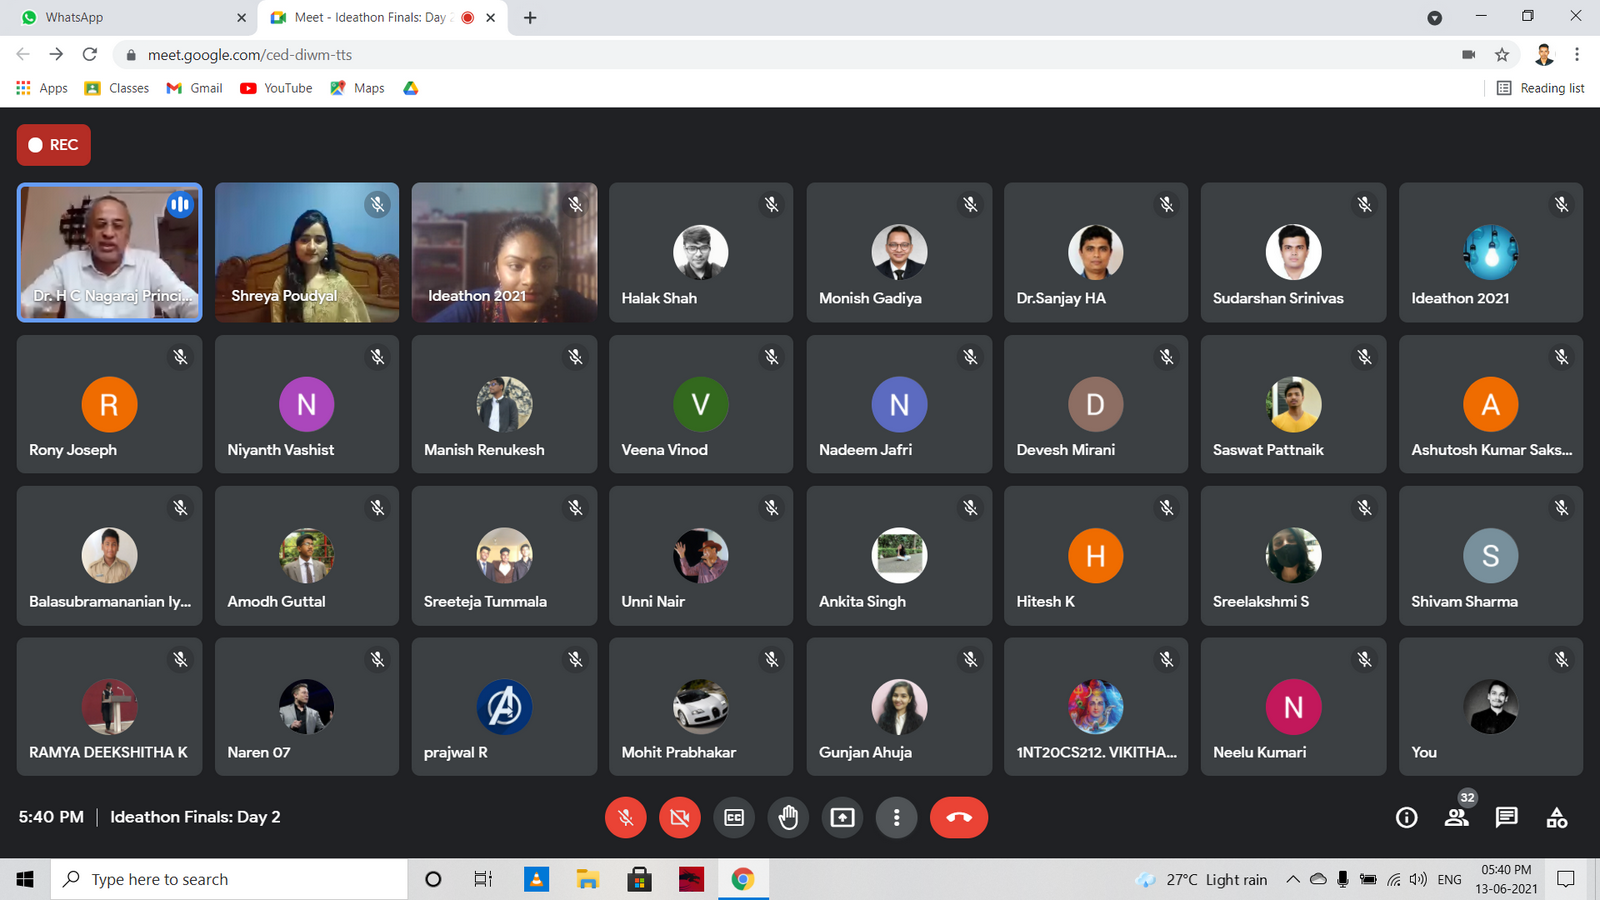 WhatsApp
Meet - Ideathon Finals: Day 2
meet.google.com/ced-diwm-tts
Apps Classes Gmail YouTube Maps Reading list
REC
Dr. H C Nagaraj Princi... Shreya Poudyal Ideathon 2021 Halak Shah Monish Gadiya Dr.Sanjay HA Sudarshan Srinivas Ideathon 2021
R N V N D A
Rony Joseph Niyanth Vashist Manish Renukesh Veena Vinod Nadeem Jafri Devesh Mirani Saswat Pattnaik Ashutosh Kumar Saks...
H S
Balasubramananian Iy... Amodh Guttal Sreeteja Tummala Unni Nair Ankita Singh Hitesh K Sreelakshmi S Shivam Sharma
N
RAMYA DEEKSHITHA K Naren 07 prajwal R Mohit Prabhakar Gunjan Ahuja 1NT20CS212. VIKITHA... Neelu Kumari You
5:40 PM | Ideathon Finals: Day 2 32
Type here to search 27°C Light rain ENG 05:40 PM
13-06-2021